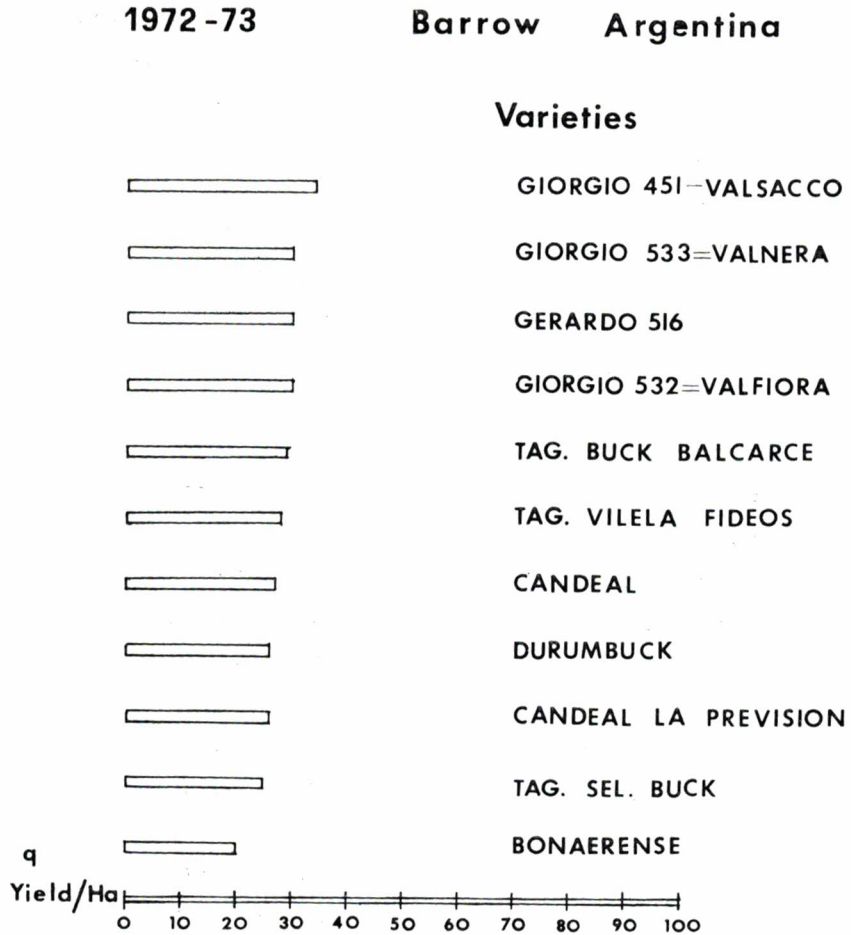 1972-73 Barrow Argentina
Varieties
GIORGIO 451-VALSACCO
GIORGIO 533=VALNERA
GERARDO 516
GIORGIO 532=VALFIORA
TAG. BUCK BALCARCE
TAG. VILELA FIDEOS
CANDEAL
DURUMBUCK
CANDEAL LA PREVISION
TAG. SEL. BUCK
BONAERENSE
q
Yield/Ha
0 10 20 30 40 50 60 70 80 90 100